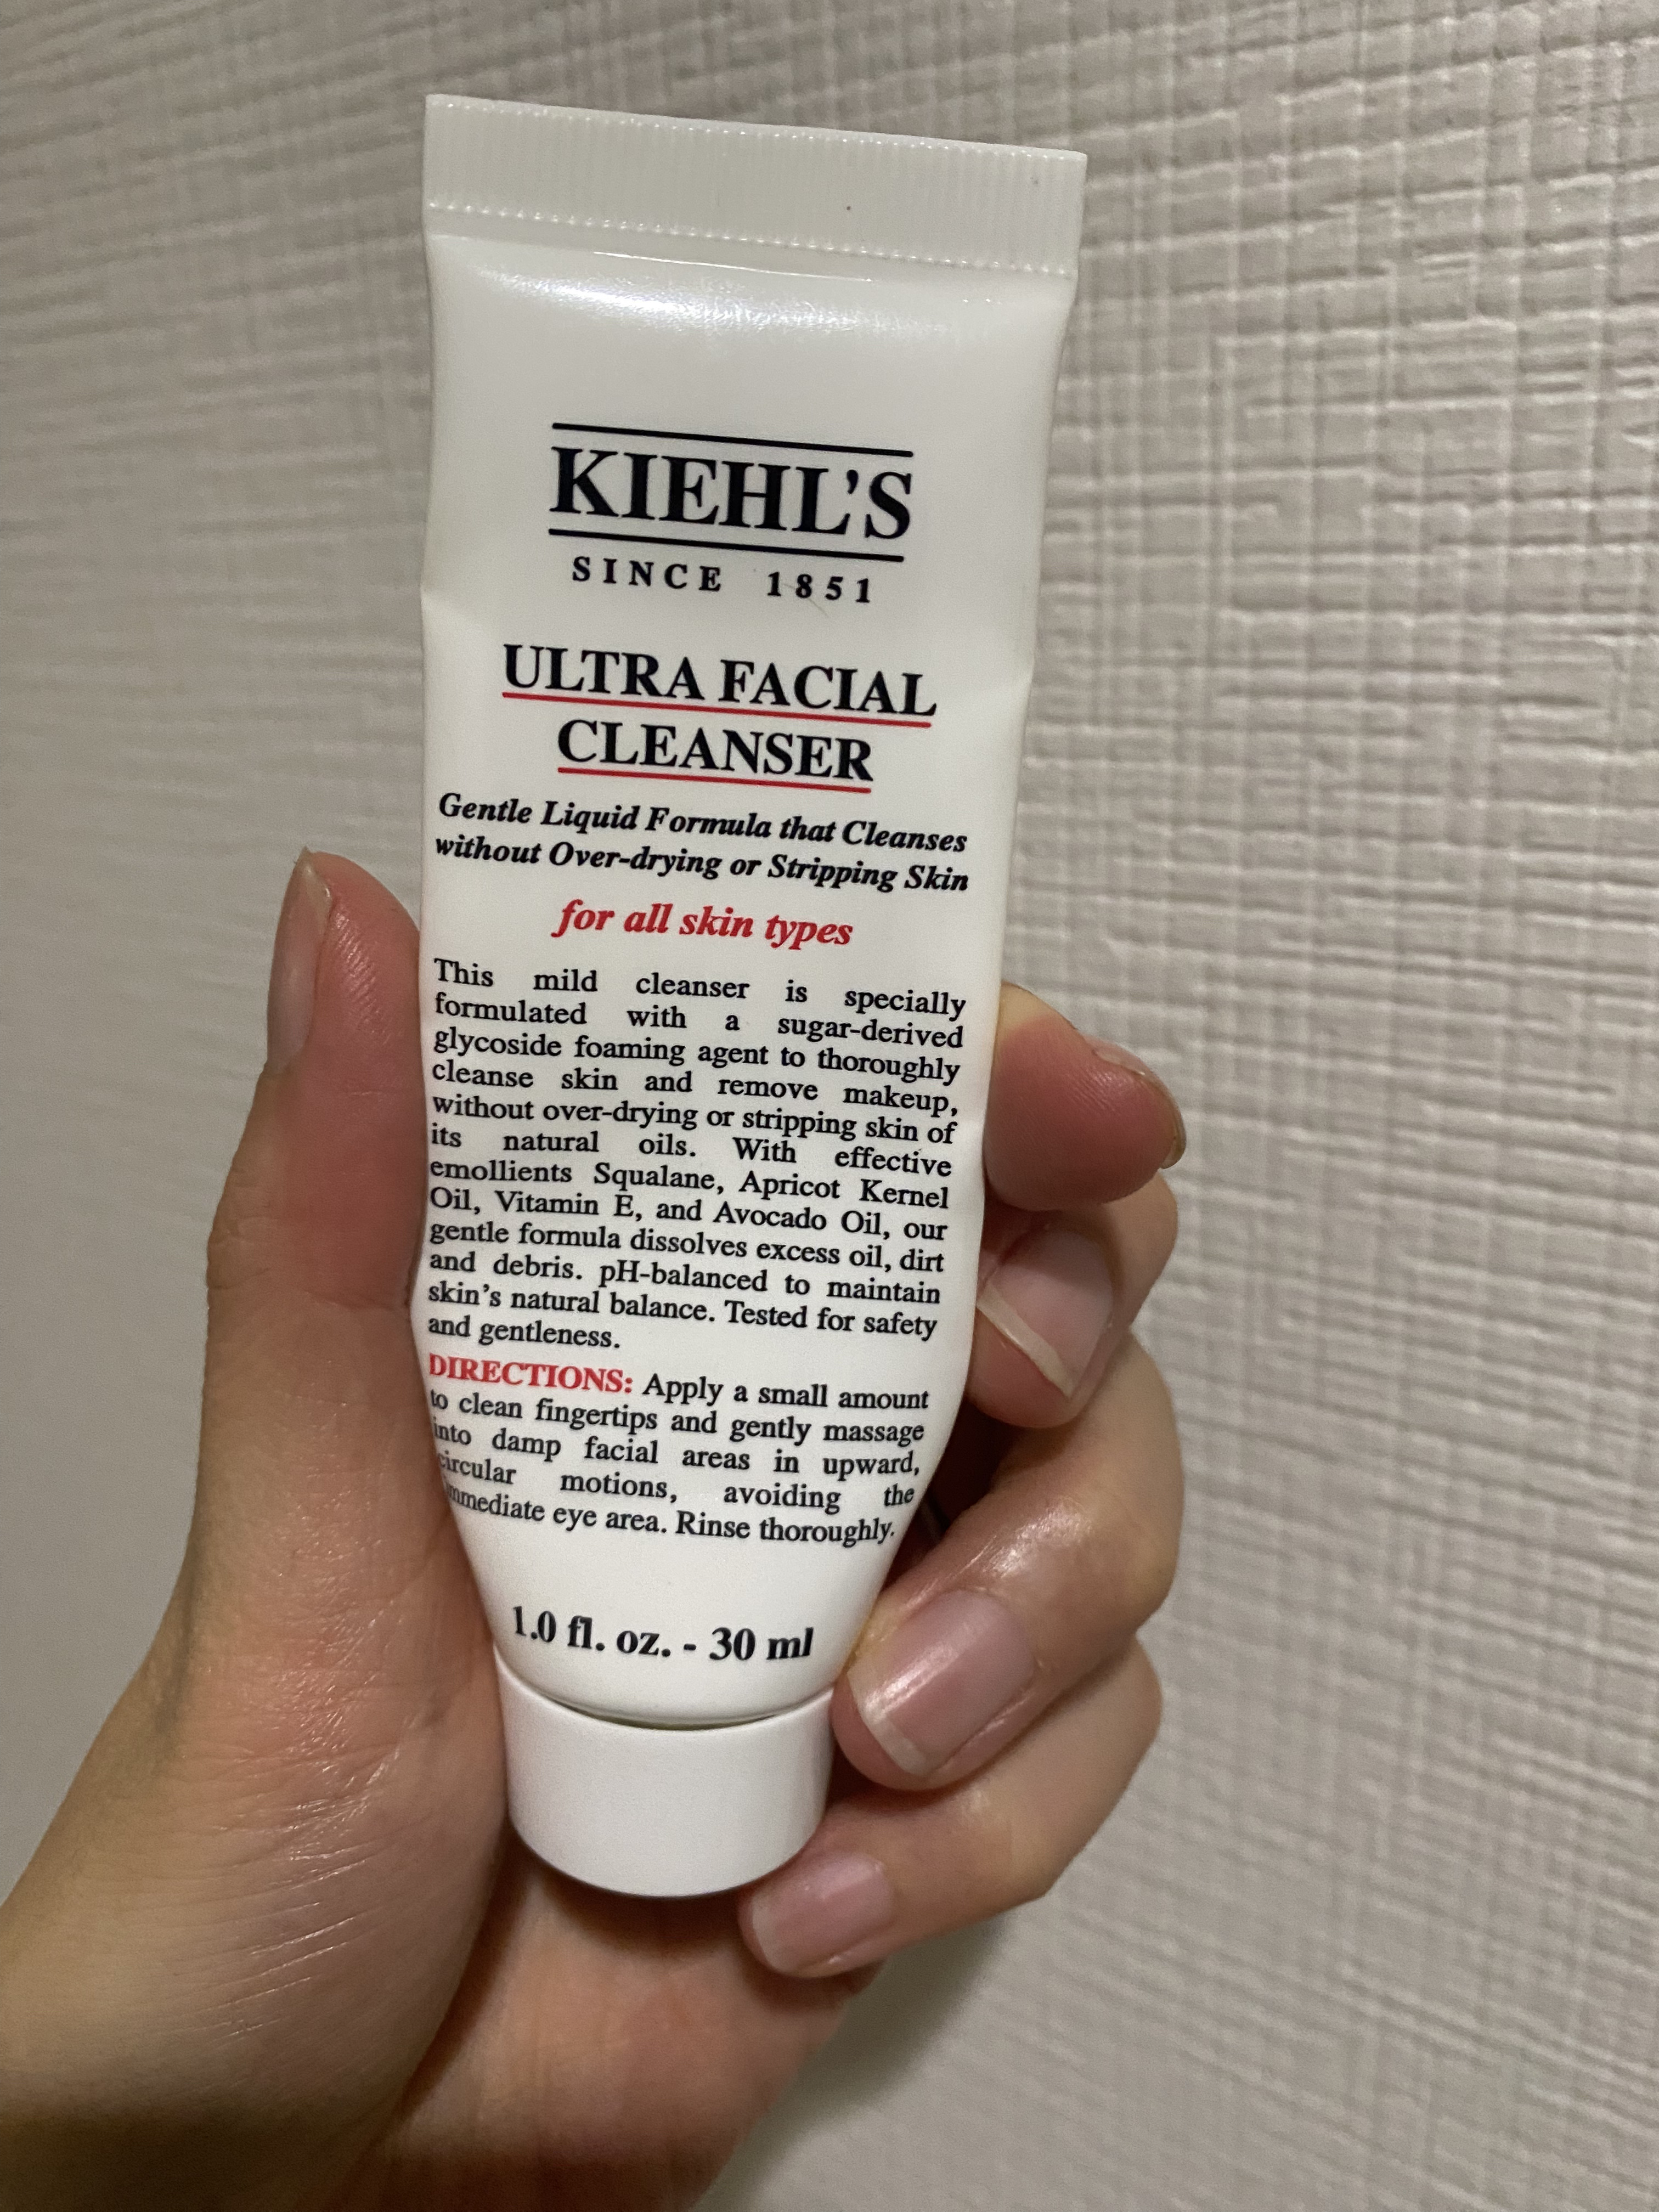 KIEHL'S
SINCE 1851
ULTRA FACIAL
CLEANSER
Gentle Liquid Formula that Cleanses
without Over-drying or Stripping Skin
for all skin types
This mild cleanser is specially
formulated with a sugar-derived
glycoside foaming agent to thoroughly
cleanse skin and remove makeup,
without over-drying or stripping skin of
its natural oils. With effective
emollients Squalane, Apricot Kernel
Oil, Vitamin E, and Avocado Oil, our
gentle formula dissolves excess oil, dirt
and debris. pH-balanced to maintain
skin's natural balance. Tested for safety
and gentleness.
DIRECTIONS: Apply a small amount
to clean fingertips and gently massage
into damp facial areas in upward,
circular motions, avoiding the
immediate eye area. Rinse thoroughly.
1.0 fl. oz. - 30 ml